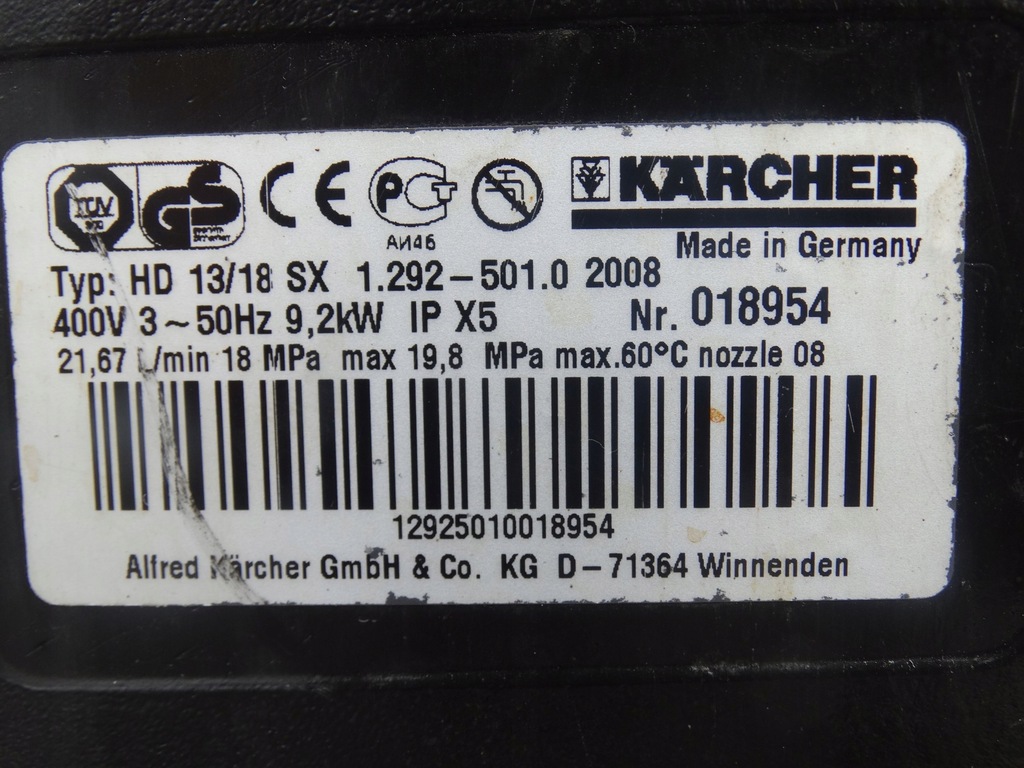 TÜV GS CE PCT KÄRCHER
АИ46
Made in Germany
Typ: HD 13/18 SX 1.292-501.0 2008
400V 3~50Hz 9,2kW IP X5 Nr. 018954
21,67 l/min 18 MPa max 19,8 MPa max.60°C nozzle 08
12925010018954
Alfred Kärcher GmbH & Co. KG D-71364 Winnenden